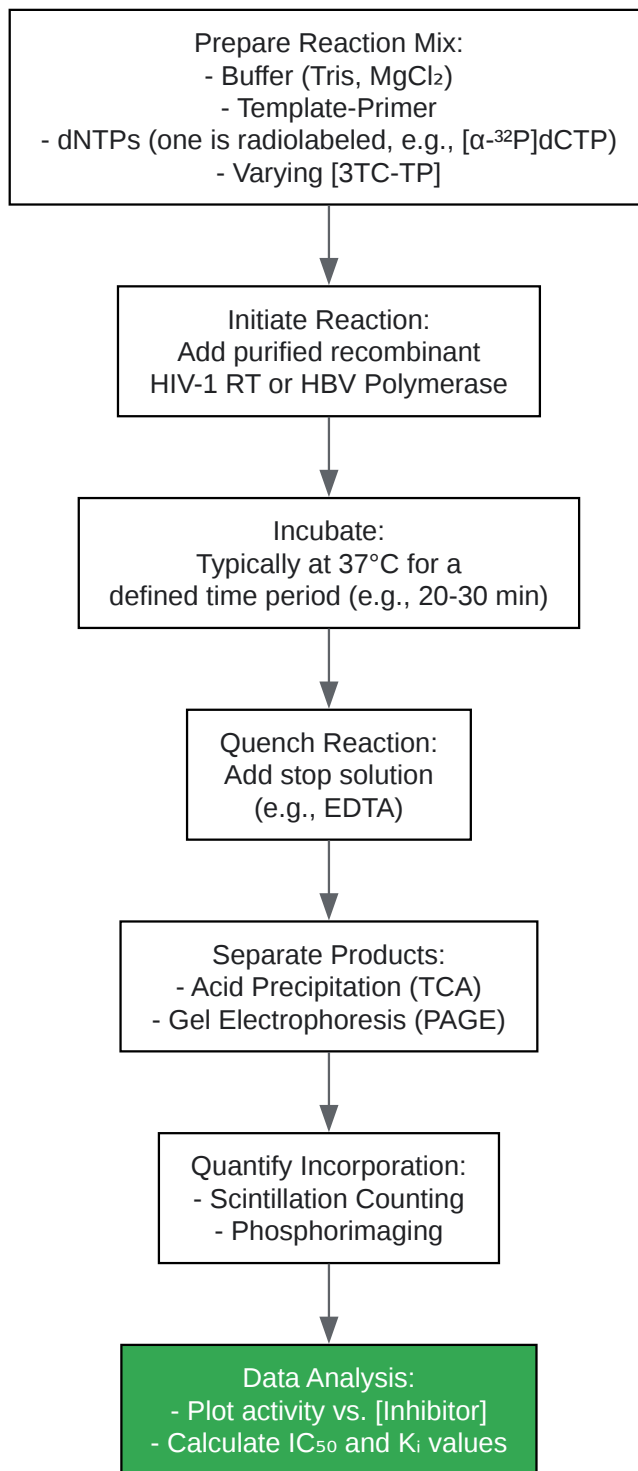 Prepare Reaction Mix:
- Buffer (Tris, MgCl₂)
- Template-Primer
- dNTPs (one is radiolabeled, e.g., [α-³²P]dCTP)
- Varying [3TC-TP]
Initiate Reaction:
Add purified recombinant
HIV-1 RT or HBV Polymerase
Incubate:
Typically at 37°C for a
defined time period (e.g., 20-30 min)
Quench Reaction:
Add stop solution
(e.g., EDTA)
Separate Products:
- Acid Precipitation (TCA)
- Gel Electrophoresis (PAGE)
Quantify Incorporation:
- Scintillation Counting
- Phosphorimaging
Data Analysis:
- Plot activity vs. [Inhibitor]
- Calculate IC₅₀ and Kᵢ values